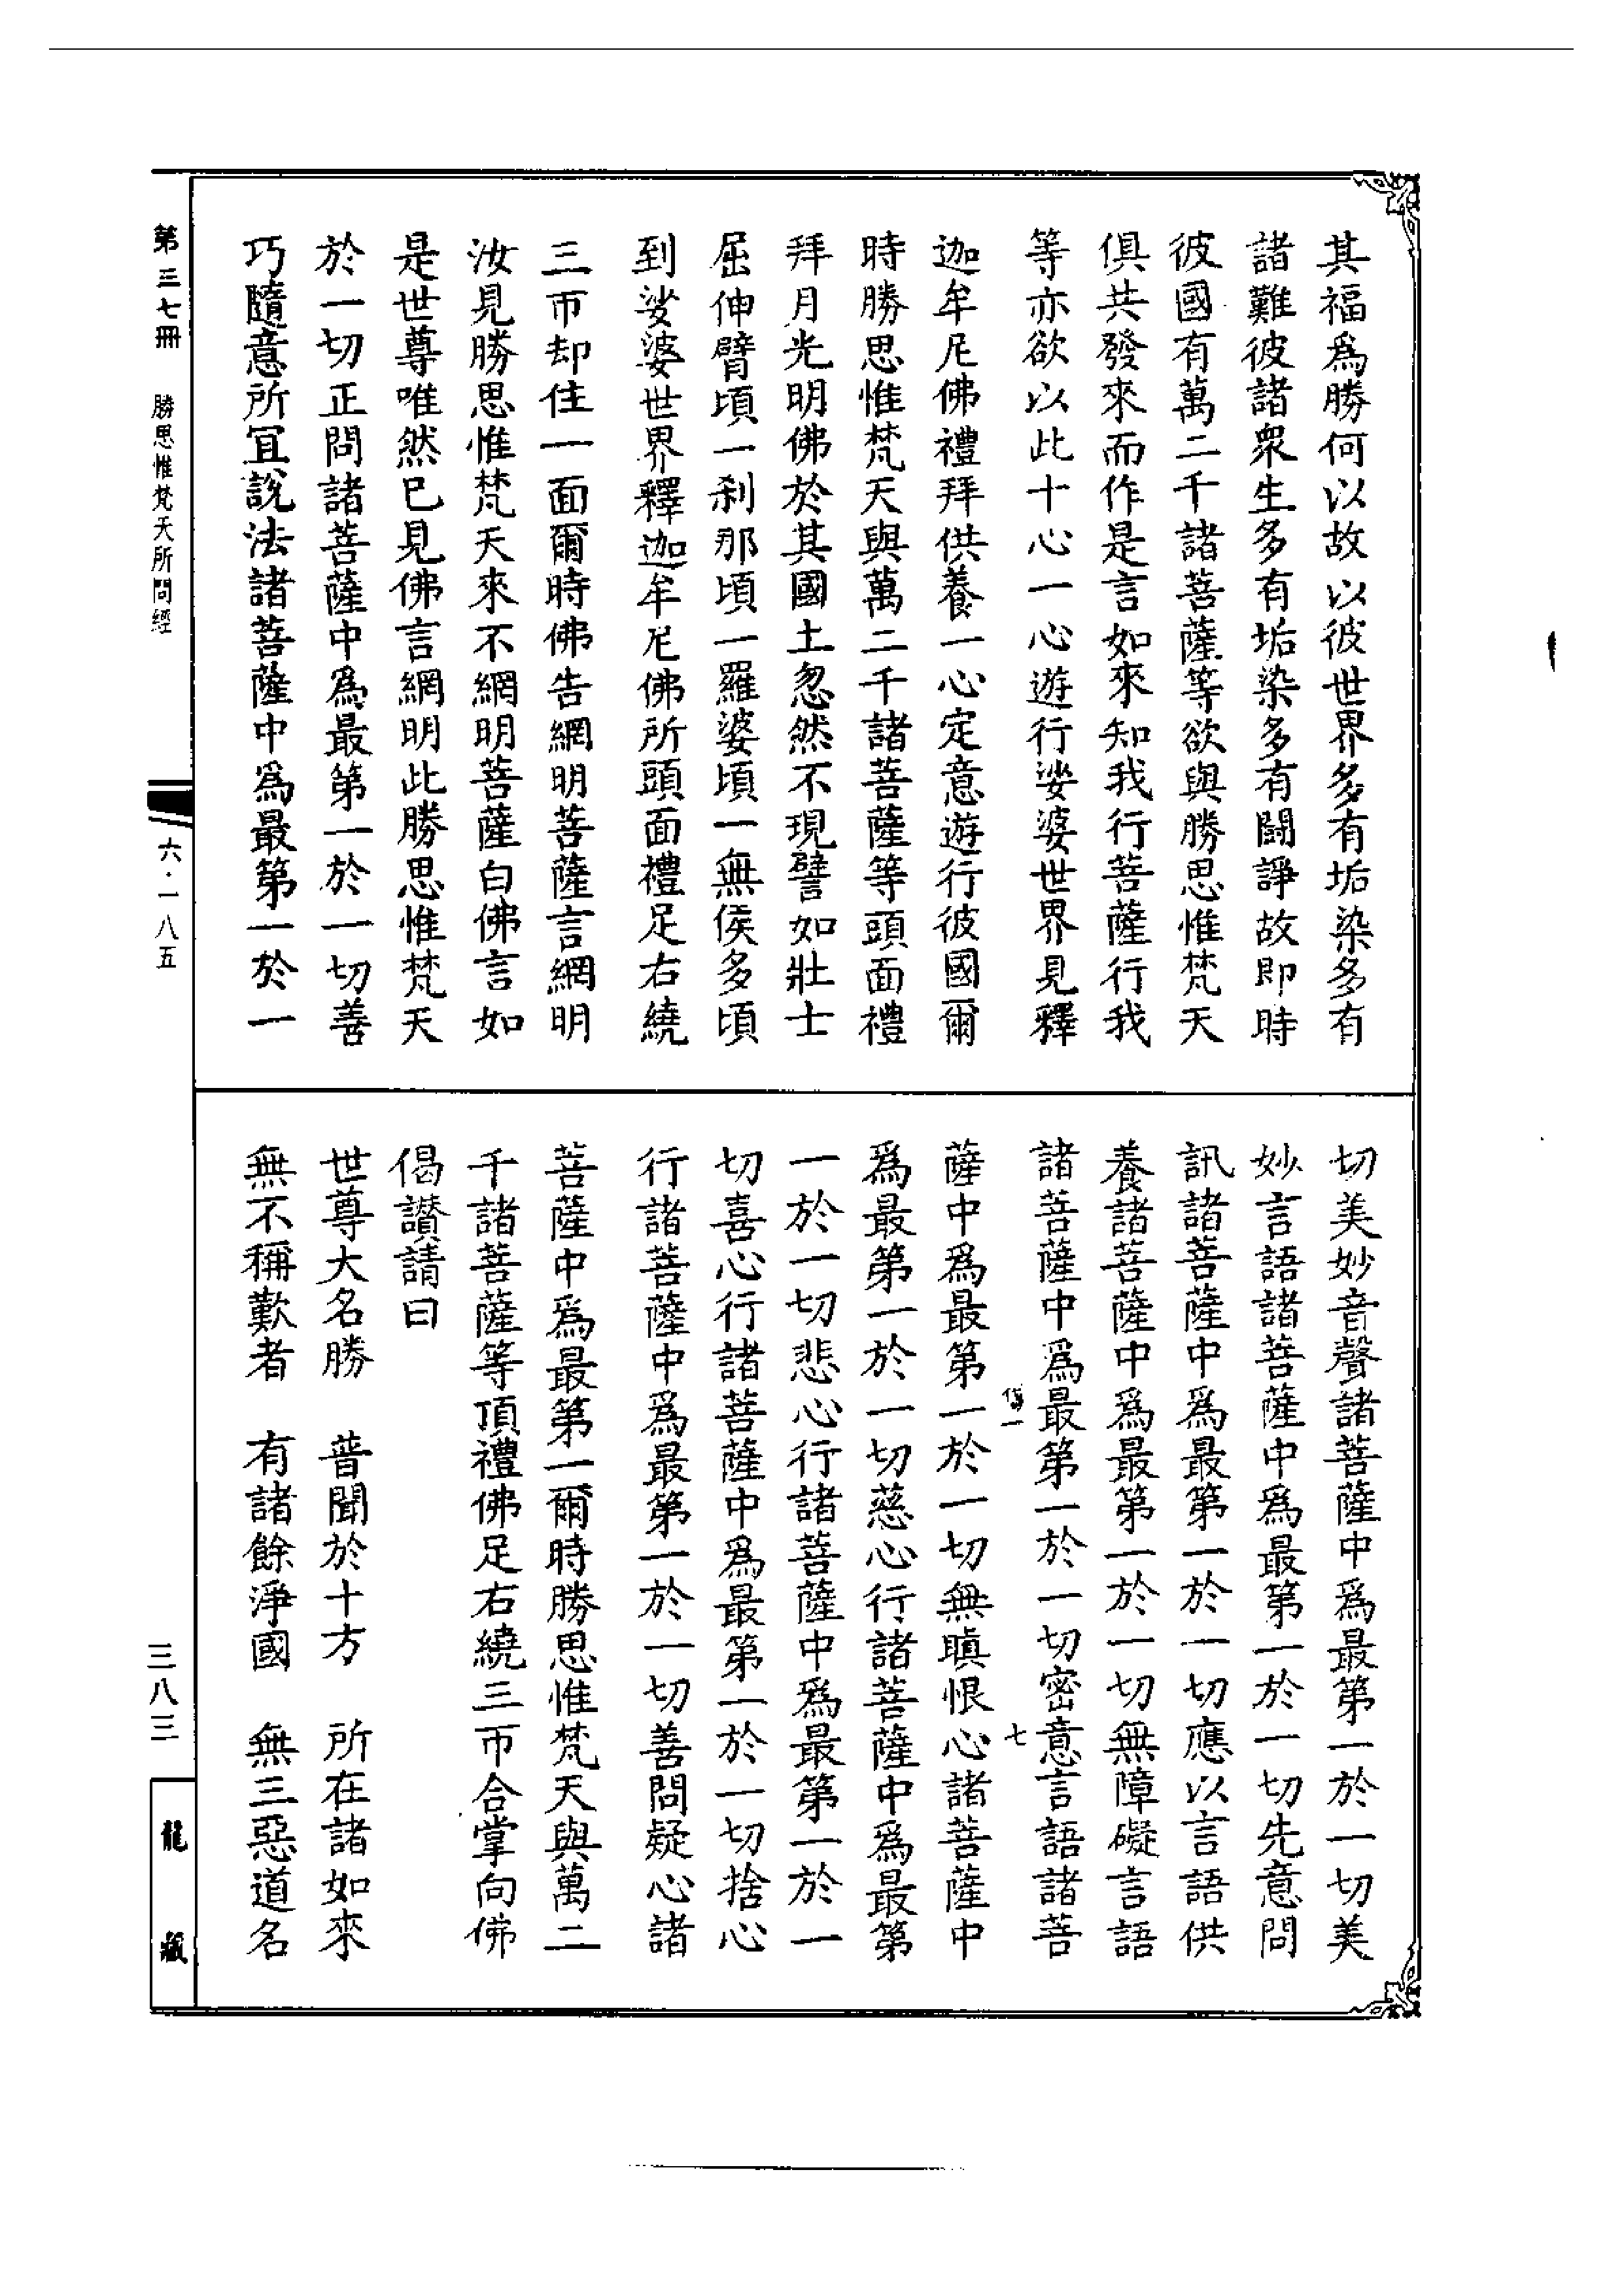 其福爲勝何以故以彼世界多有垢染多有
諸難彼諸衆生多有垢染多有鬪諍故即時
彼國有萬二千諸菩薩等欲與勝思惟梵天
俱共發來而作是言如來知我行菩薩行我
等亦欲以此十心一心遊行娑婆世界見釋
迦牟尼佛禮拜供養一心定意遊行彼國爾
時勝思惟梵天與萬二千諸菩薩等頭面禮
拜月光明佛於其國土忽然不現譬如壯士
屈伸臂頃一刹那頃一羅婆頃一無侯多頃
到娑婆世界釋迦牟尼佛所頭面禮足右繞
三帀却住一面爾時佛告網明菩薩言網明
汝見勝思惟梵天來不網明菩薩白佛言如
是世尊唯然已見佛言網明此勝思惟梵天
於一切正問諸菩薩中爲最第一於一切善
巧隨意所宜說法諸菩薩中爲最第一於一
切美妙音聲諸菩薩中爲最第一於一切美
妙言語諸菩薩中爲最第一於一切先意問
訊諸菩薩中爲最第一於一切應以言語供
養諸菩薩中爲最第一於一切無障礙言語
諸菩薩中爲最第一於一切密意言語諸菩
七
薩中爲最第一於一切無瞋恨心諸菩薩中
爲最第一於一切慈心行諸菩薩中爲最第
一於一切悲心行諸菩薩中爲最第一於一
切喜心行諸菩薩中爲最第一於一切捨心
行諸菩薩中爲最第一於一切善問疑心諸
菩薩中爲最第一爾時勝思惟梵天與萬二
千諸菩薩等頂禮佛足右繞三帀合掌向佛
偈讚請曰
世尊大名勝　普聞於十方　所在諸如來
無不稱歎者　有諸餘淨國　無三惡道名
第三七冊　勝思惟梵天所問經
六·一八五
三八三
龍藏